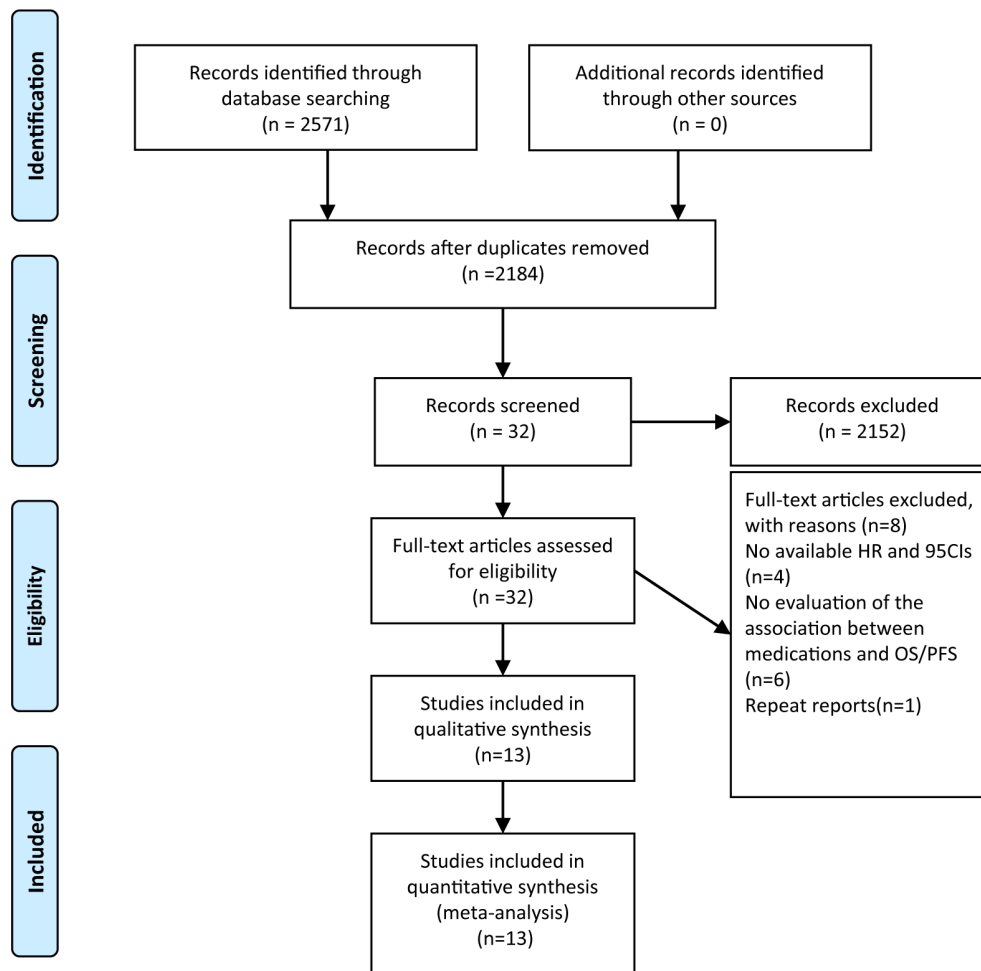 Identification
Records identified through
database searching
(n = 2571)
Additional records identified
through other sources
(n = 0)
Records after duplicates removed
(n =2184)
Screening
Records screened
(n = 32)
Records excluded
(n = 2152)
Eligibility
Full-text articles assessed
for eligibility
(n =32)
Full-text articles excluded,
with reasons (n=8)
No available HR and 95CIs
(n=4)
No evaluation of the
association between
medications and OS/PFS
(n=6)
Repeat reports(n=1)
Studies included in
qualitative synthesis
(n=13)
Included
Studies included in
quantitative synthesis
(meta-analysis)
(n=13)